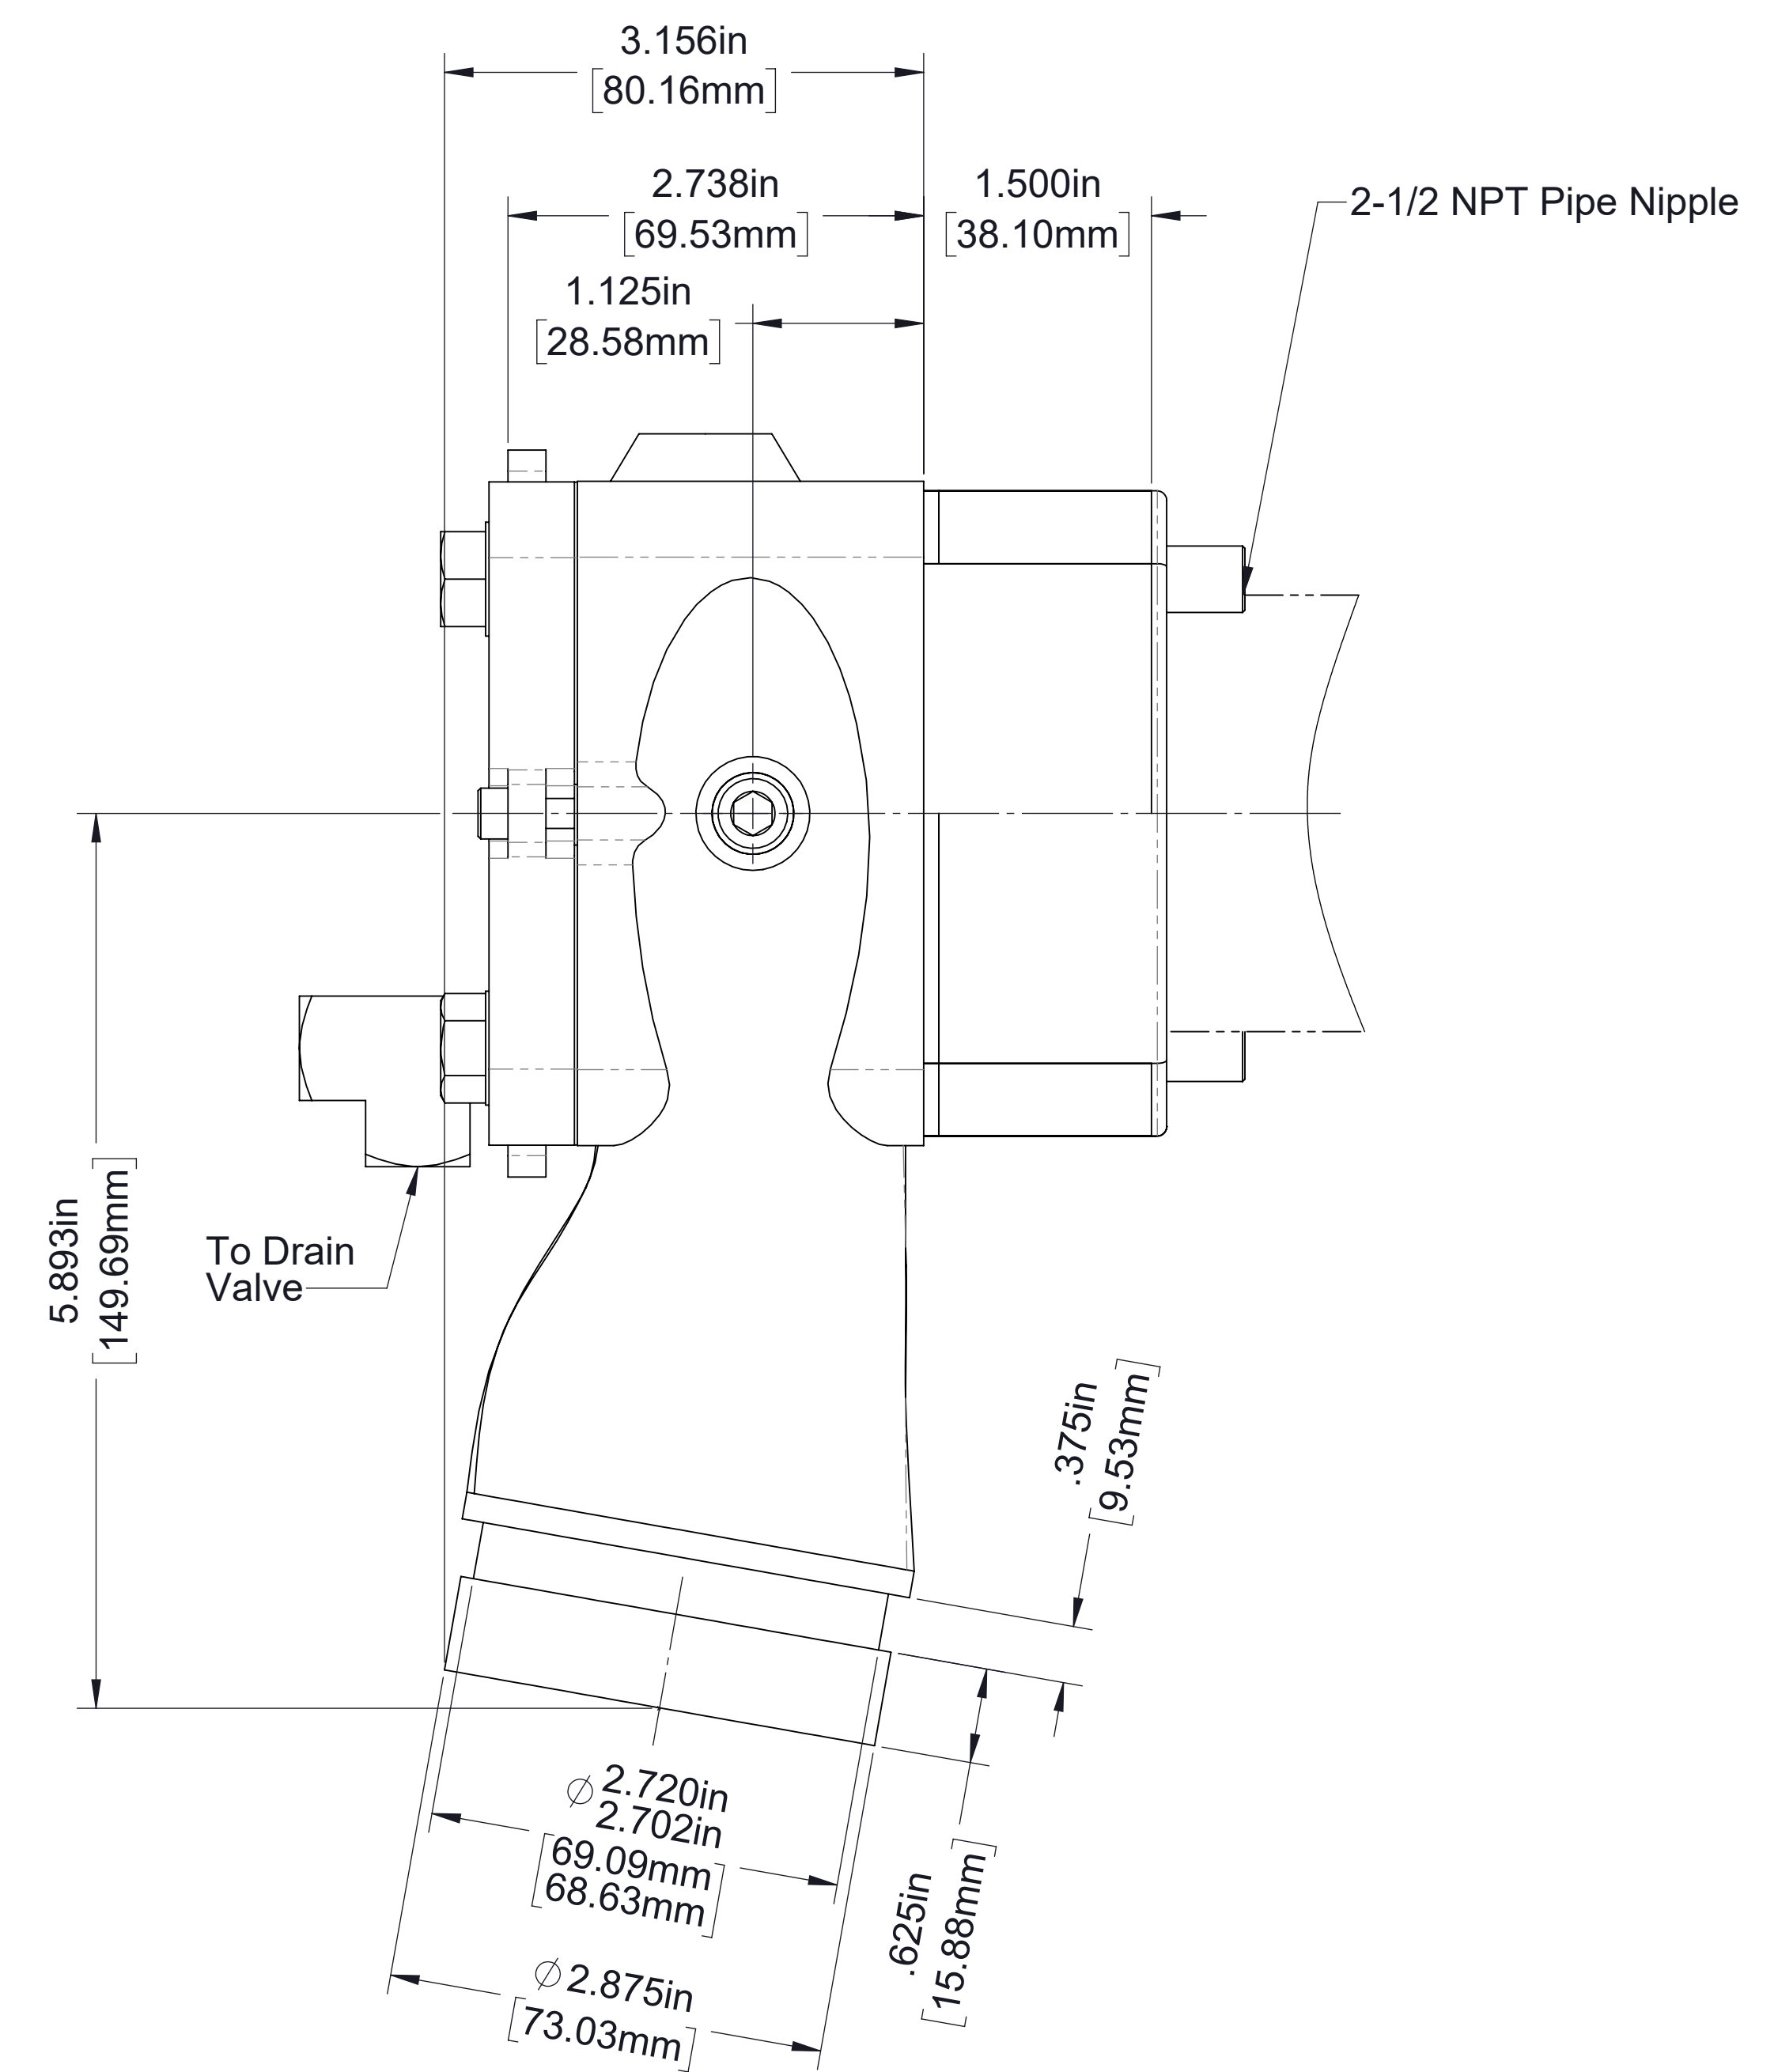 3.156in
[80.16mm]
2.738in
[69.53mm]
1.500in
[38.10mm]
2-1/2 NPT Pipe Nipple
1.125in
[28.58mm]
5.893in
[149.69mm]
To Drain
Valve
.375in
[9.53mm]
∅ 2.720in
2.702in
[69.09mm
68.63mm]
.625in
[15.88mm]
∅ 2.875in
[73.03mm]